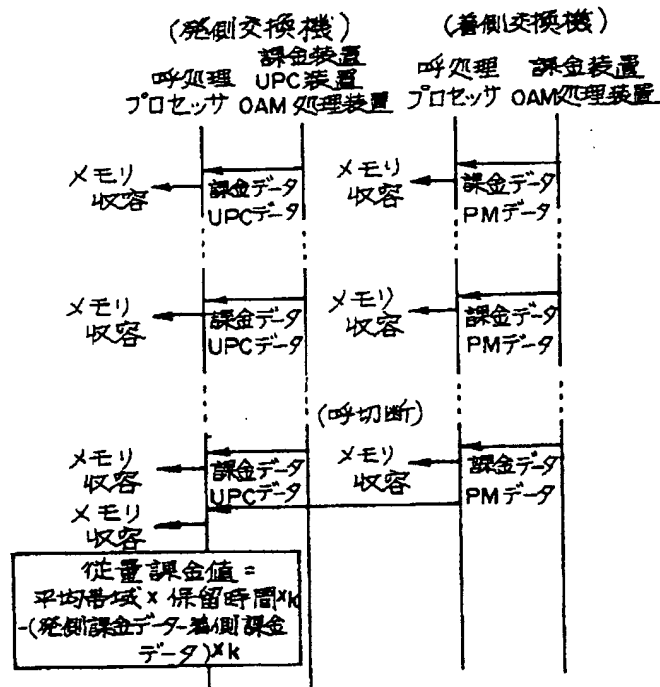 (発側交換機)
課金装置
呼処理 UPC装置
プロセッサ OAM処理装置
(着側交換機)
呼処理 課金装置
プロセッサ OAM処理装置
メモリ
収容
課金データ
UPCデータ
メモリ
収容
課金データ
PMデータ
メモリ
収容
課金データ
UPCデータ
メモリ
収容
課金データ
PMデータ
(呼切断)
メモリ
収容
課金データ
UPCデータ
メモリ
収容
課金データ
PMデータ
メモリ
収容
従量課金値=
平均帯域×保留時間×k
-(発側課金データ-着側課金
データ)×k